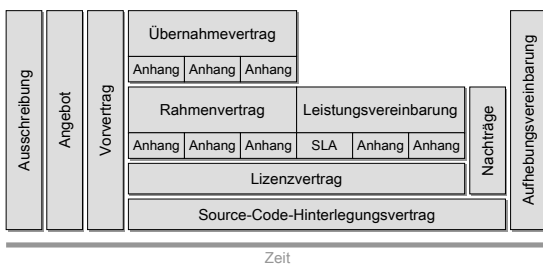 Ausschreibung
Angebot
Vorvertrag
Übernahmevertrag
Anhang Anhang Anhang
Rahmenvertrag Leistungsvereinbarung
Anhang Anhang Anhang SLA Anhang Anhang
Lizenzvertrag
Source-Code-Hinterlegungsvertrag
Nachträge
Aufhebungsvereinbarung
Zeit